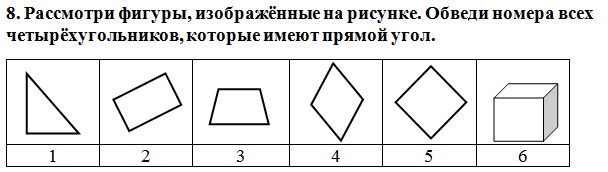 8. Рассмотри фигуры, изображённые на рисунке. Обведи номера всех
четырёхугольников, которые имеют прямой угол.
1 2 3 4 5 6